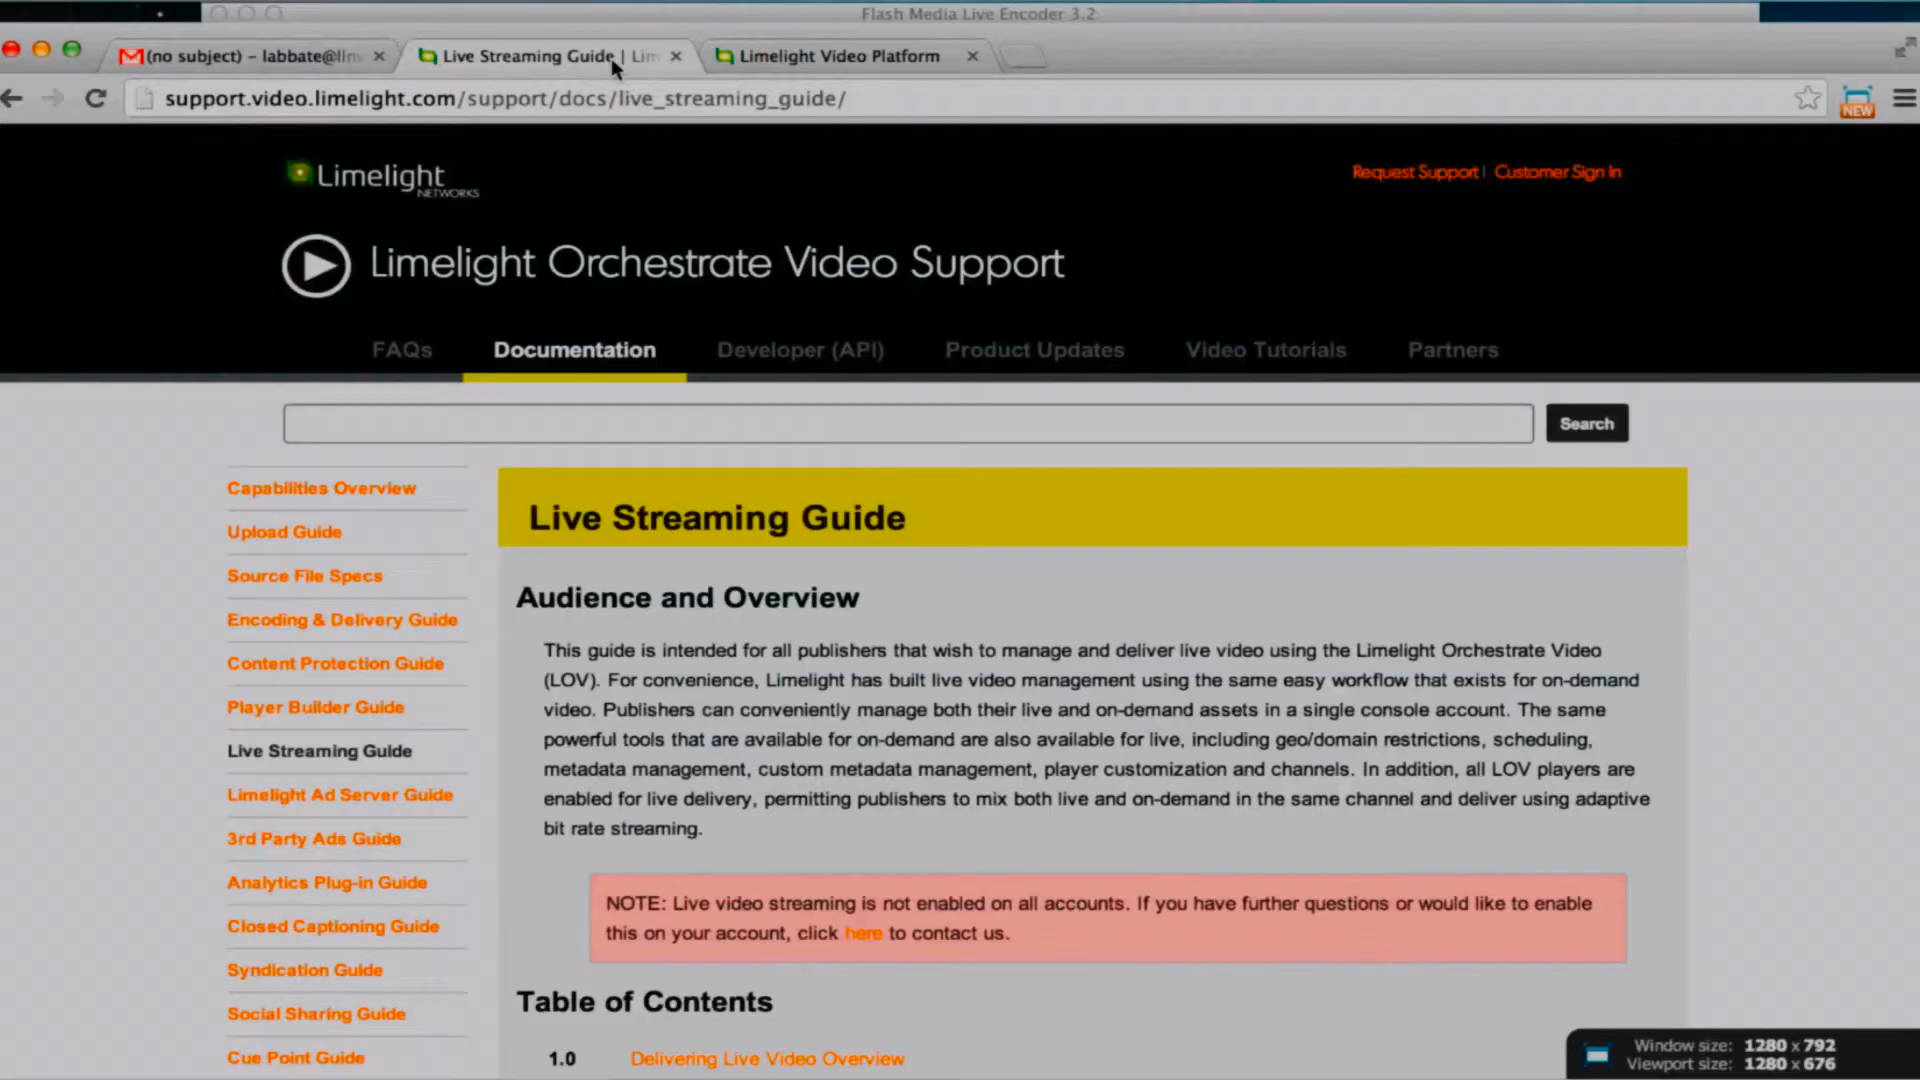 Flash Media Live Encoder 3.2
(no subject) – labbate@llnw
Live Streaming Guide | Lim
Limelight Video Platform
support.video.limelight.com/support/docs/live_streaming_guide/
NEW
Limelight
NETWORKS
Request Support | Customer Sign In
Limelight Orchestrate Video Support
FAQs
Documentation
Developer (API)
Product Updates
Video Tutorials
Partners
Search
Capabilities Overview
Upload Guide
Source File Specs
Encoding & Delivery Guide
Content Protection Guide
Player Builder Guide
Live Streaming Guide
Limelight Ad Server Guide
3rd Party Ads Guide
Analytics Plug-in Guide
Closed Captioning Guide
Syndication Guide
Social Sharing Guide
Cue Point Guide
Live Streaming Guide
Audience and Overview
This guide is intended for all publishers that wish to manage and deliver live video using the Limelight Orchestrate Video
(LOV). For convenience, Limelight has built live video management using the same easy workflow that exists for on-demand
video. Publishers can conveniently manage both their live and on-demand assets in a single console account. The same
powerful tools that are available for on-demand are also available for live, including geo/domain restrictions, scheduling,
metadata management, custom metadata management, player customization and channels. In addition, all LOV players are
enabled for live delivery, permitting publishers to mix both live and on-demand in the same channel and deliver using adaptive
bit rate streaming.
NOTE: Live video streaming is not enabled on all accounts. If you have further questions or would like to enable
this on your account, click here to contact us.
Table of Contents
1.0 Delivering Live Video Overview
Window size: 1280 x 792
Viewport size: 1280 x 676